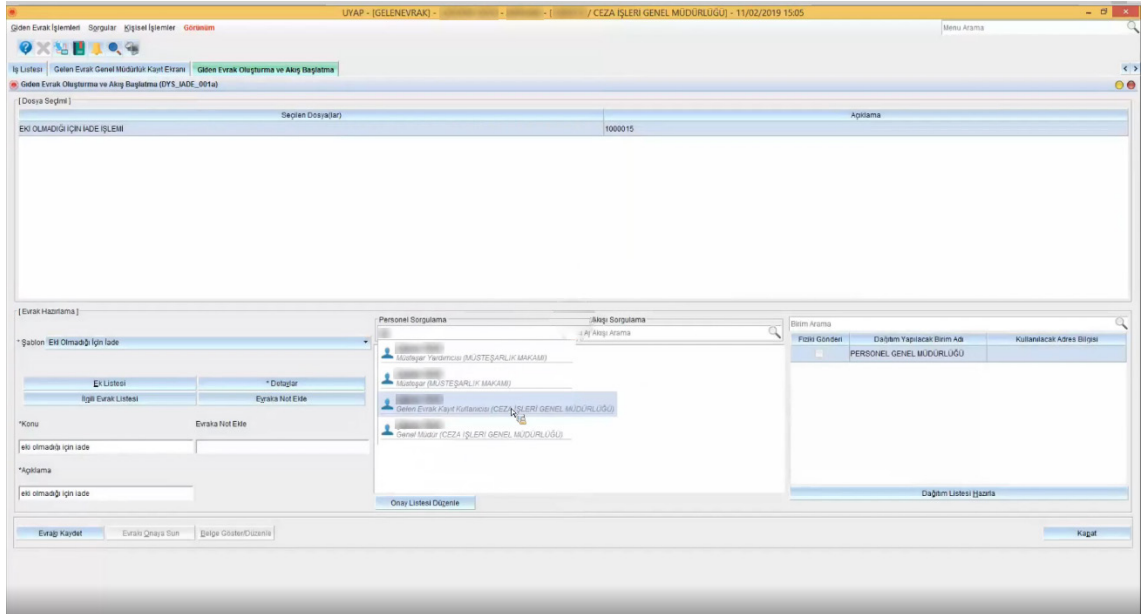 UYAP - [GELENEVRAK] - - - [ / CEZA İŞLERİ GENEL MÜDÜRLÜĞÜ] - 11/02/2019 15:05
Giden Evrak İşlemleri Sorgular Kişisel İşlemler Görünüm
Menu Arama
İş Listesi Gelen Evrak Genel Müdürlük Kayıt Ekranı Giden Evrak Oluşturma ve Akış Başlatma
Giden Evrak Oluşturma ve Akış Başlatma (DYS_IADE_001a)
[ Dosya Seçimi ]
Seçilen Dosya(lar) Açıklama
EKİ OLMADIĞI İÇİN İADE İŞLEMİ 1000015
[ Evrak Hazırlama ]
Personel Sorgulama Akışı Sorgulama
Akışı Arama
Birim Arama
* Şablon Eki Olmadığı İçin İade
Fiziki Gönderi Dağıtım Yapılacak Birim Adı Kullanılacak Adres Bilgisi
PERSONEL GENEL MÜDÜRLÜĞÜ
Müsteşar Yardımcısı (MÜSTEŞARLIK MAKAMI)
Müsteşar (MÜSTEŞARLIK MAKAMI)
Gelen Evrak Kayıt Kullanıcısı (CEZA İŞLERİ GENEL MÜDÜRLÜĞÜ)
Genel Müdür (CEZA İŞLERİ GENEL MÜDÜRLÜĞÜ)
Ek Listesi * Detaylar
İlgili Evrak Listesi Evraka Not Ekle
*Konu Evraka Not Ekle
eki olmadığı için iade
*Açıklama
eki olmadığı için iade
Onay Listesi Düzenle
Dağıtım Listesi Hazırla
Evrakı Kaydet Evrakı Onaya Sun Belge Göster/Düzenle Kapat